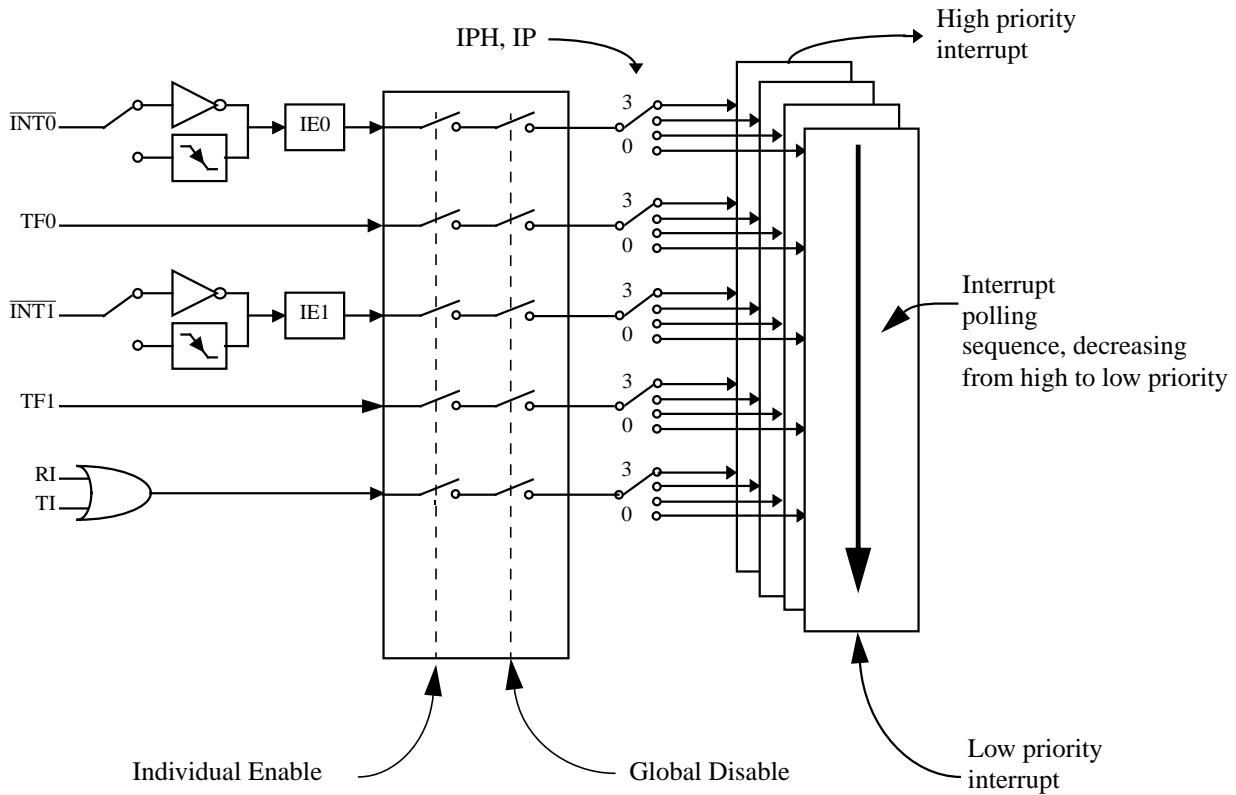 High priority
interrupt
IPH, IP
INT0
IE0
3
0
TF0
3
0
INT1
IE1
3
0
Interrupt
polling
sequence, decreasing
from high to low priority
TF1
3
0
RI
TI
3
0
Individual Enable
Global Disable
Low priority
interrupt